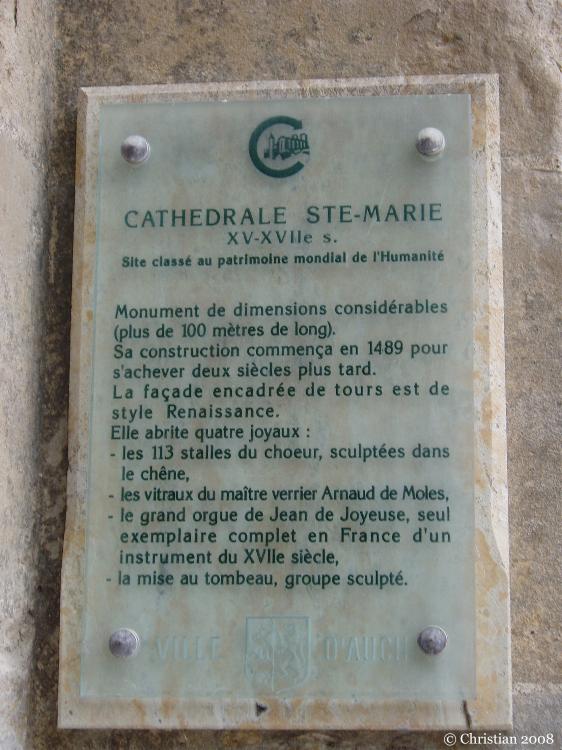 CATHEDRALE STE-MARIE
XV-XVIIe s.
Site classé au patrimoine mondial de l'Humanité
Monument de dimensions considérables
(plus de 100 mètres de long).
Sa construction commença en 1489 pour
s'achever deux siècles plus tard.
La façade encadrée de tours est de
style Renaissance.
Elle abrite quatre joyaux :
- les 113 stalles du choeur, sculptées dans
le chêne,
- les vitraux du maître verrier Arnaud de Moles,
- le grand orgue de Jean de Joyeuse, seul
exemplaire complet en France d'un
instrument du XVIIe siècle,
- la mise au tombeau, groupe sculpté.
VILLE D'AUCH
© Christian 2008